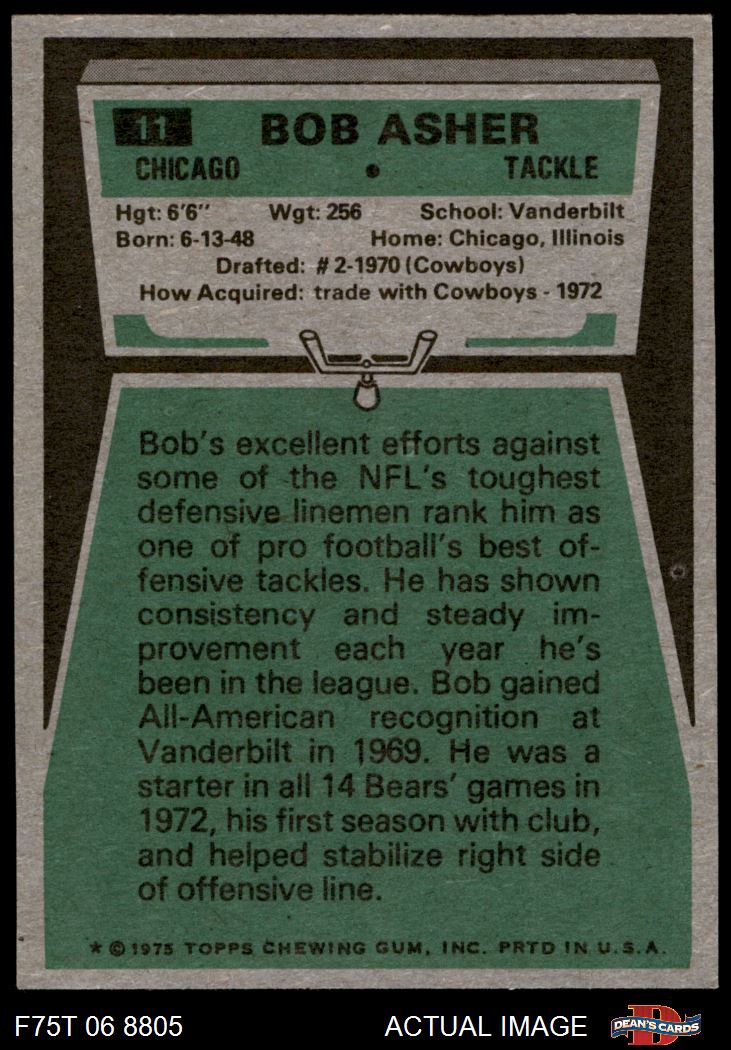 11 BOB ASHER
CHICAGO • TACKLE
Hgt: 6'6" Wgt: 256 School: Vanderbilt
Born: 6-13-48 Home: Chicago, Illinois
Drafted: #2-1970 (Cowboys)
How Acquired: trade with Cowboys - 1972
Bob's excellent efforts against
some of the NFL's toughest
defensive linemen rank him as
one of pro football's best of-
fensive tackles. He has shown
consistency and steady im-
provement each year he's
been in the league. Bob gained
All-American recognition at
Vanderbilt in 1969. He was a
starter in all 14 Bears' games in
1972, his first season with club,
and helped stabilize right side
of offensive line.
* © 1975 TOPPS CHEWING GUM, INC. PRTD IN U.S.A.
F75T 06 8805 ACTUAL IMAGE DEAN'S CARDS